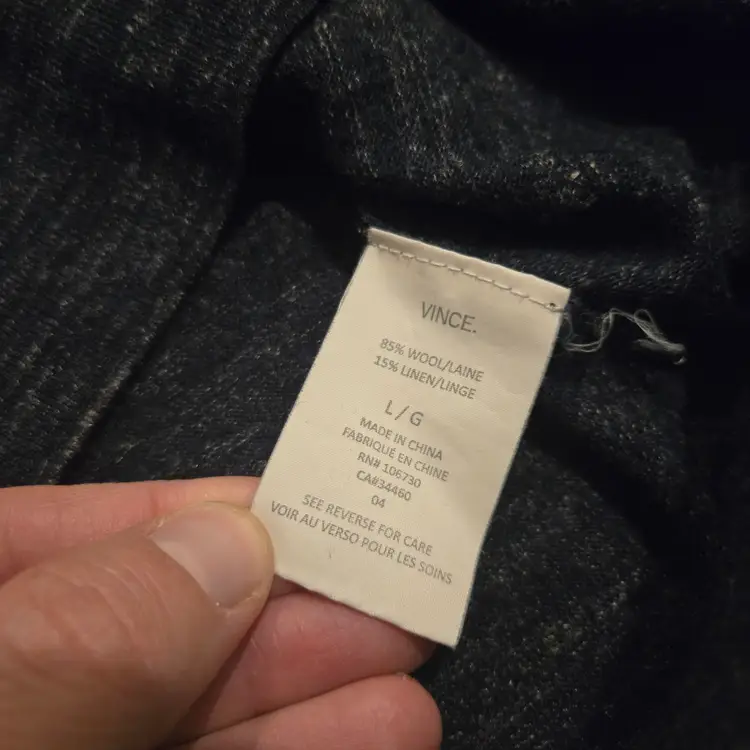 VINCE.
85% WOOL/LAINE
15% LINEN/LINGE
L / G
MADE IN CHINA
FABRIQUÉ EN CHINE
RN# 106730
CA#34460
04
SEE REVERSE FOR CARE
VOIR AU VERSO POUR LES SOINS